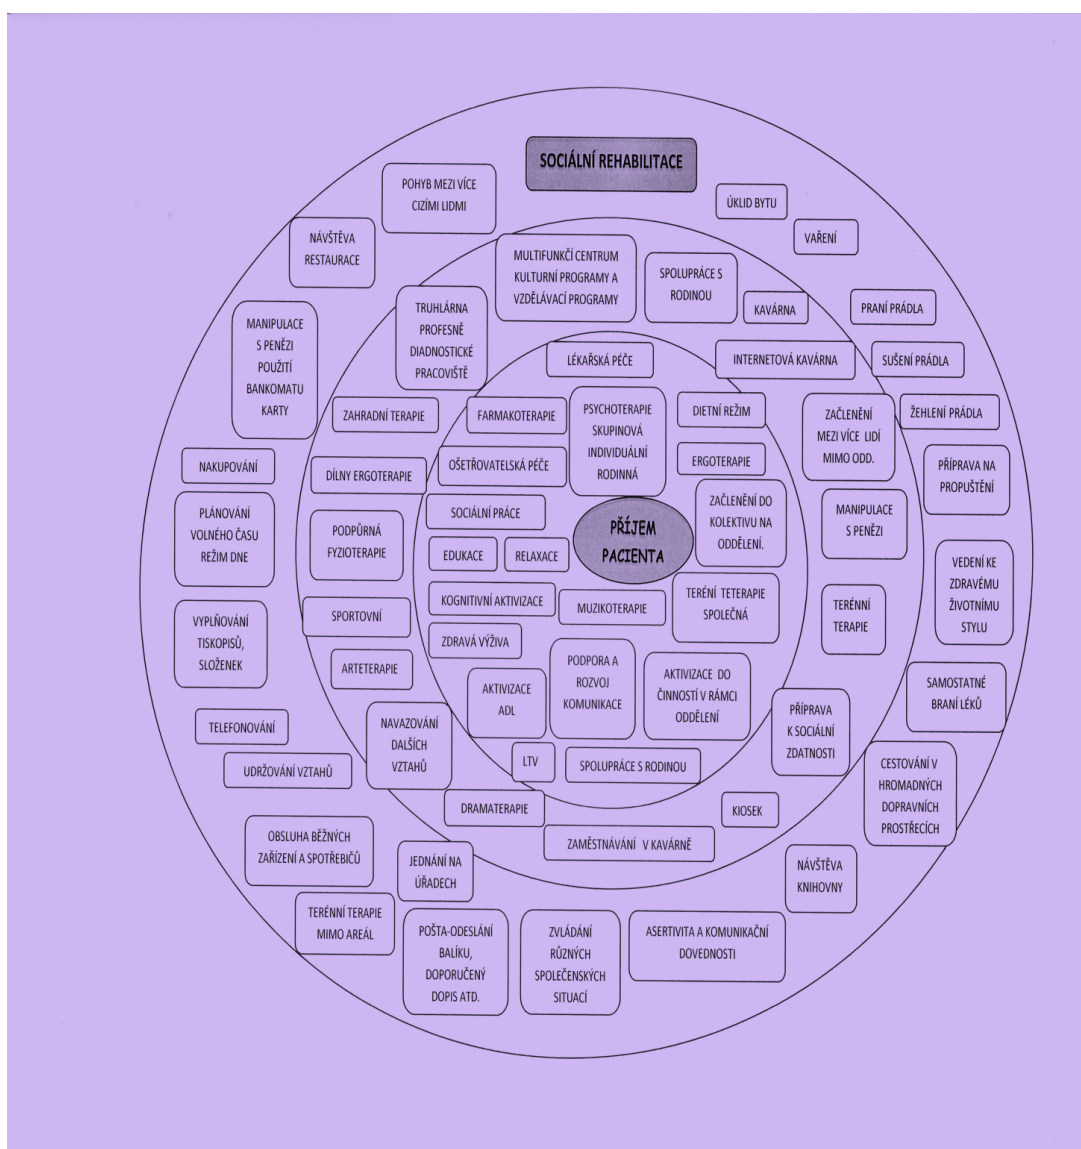 SOCIÁLNÍ REHABILITACE
POHYB MEZI VÍCE
CIZÍMI LIDMI
ÚKLID BYTU
VAŘENÍ
NÁVŠTĚVA
RESTAURACE
MULTIFUNKČÍ CENTRUM
KULTURNÍ PROGRAMY A
VZDĚLÁVACÍ PROGRAMY
SPOLUPRÁCE S
RODINOU
KAVÁRNA
PRANÍ PRÁDLA
TRUHLÁRNA
PROFESNĚ
DIADNOSTICKÉ
PRACOVIŠTĚ
MANIPULACE
S PENĚZI
POUŽITÍ
BANKOMATU
KARTY
LÉKAŘSKÁ PÉČE
INTERNETOVÁ KAVÁRNA
SUŠENÍ PRÁDLA
ZAHRADNÍ TERAPIE
FARMAKOTERAPIE
PSYCHOTERAPIE
SKUPINOVÁ
INDIVIDUÁLNÍ
RODINNÁ
DIETNÍ REŽIM
ZAČLENĚNÍ
MEZI VÍCE LIDÍ
MIMO ODD.
ŽEHLENÍ PRÁDLA
NAKUPOVÁNÍ
DÍLNY ERGOTERAPIE
OŠETŘOVATELSKÁ PÉČE
ERGOTERAPIE
PŘÍPRAVA NA
PROPUŠTĚNÍ
PLÁNOVÁNÍ
VOLNÉHO ČASU
REŽIM DNE
PODPŮRNÁ
FYZIOTERAPIE
SOCIÁLNÍ PRÁCE
PŘÍJEM
PACIENTA
ZAČLENĚNÍ DO
KOLEKTIVU NA
ODDĚLENÍ.
MANIPULACE
S PENĚZI
EDUKACE
RELAXACE
VEDENÍ KE
ZDRAVÉMU
ŽIVOTNÍMU
STYLU
VYPLŇOVÁNÍ
TISKOPISŮ,
SLOŽENEK
SPORTOVNÍ
KOGNITIVNÍ AKTIVIZACE
MUZIKOTERAPIE
TERÉNÍ TETERAPIE
SPOLEČNÁ
TERÉNNÍ
TERAPIE
ZDRAVÁ VÝŽIVA
ARTETERAPIE
AKTIVIZACE
ADL
PODPORA A
ROZVOJ
KOMUNIKACE
AKTIVIZACE DO
ČINNOSTÍ V RÁMCI
ODDĚLENÍ
SAMOSTATNÉ
BRANÍ LÉKŮ
TELEFONOVÁNÍ
NAVAZOVÁNÍ
DALŠÍCH
VZTAHŮ
PŘÍPRAVA
K SOCIÁLNÍ
ZDATNOSTI
UDRŽOVÁNÍ VZTAHŮ
LTV
SPOLUPRÁCE S RODINOU
CESTOVÁNÍ V
HROMADNÝCH
DOPRAVNÍCH
PROSTŘECÍCH
DRAMATERAPIE
KIOSEK
OBSLUHA BĚŽNÝCH
ZAŘÍZENÍ A SPOTŘEBIČŮ
JEDNÁNÍ NA
ÚŘADECH
ZAMĚSTNÁVÁNÍ V KAVÁRNĚ
NÁVŠTĚVA
KNIHOVNY
TERÉNNÍ TERAPIE
MIMO AREÁL
POŠTA-ODESLÁNÍ
BALÍKU,
DOPORUČENÝ
DOPIS ATD.
ZVLÁDÁNÍ
RŮZNÝCH
SPOLEČENSKÝCH
SITUACÍ
ASERTIVITA A KOMUNIKAČNÍ
DOVEDNOSTI